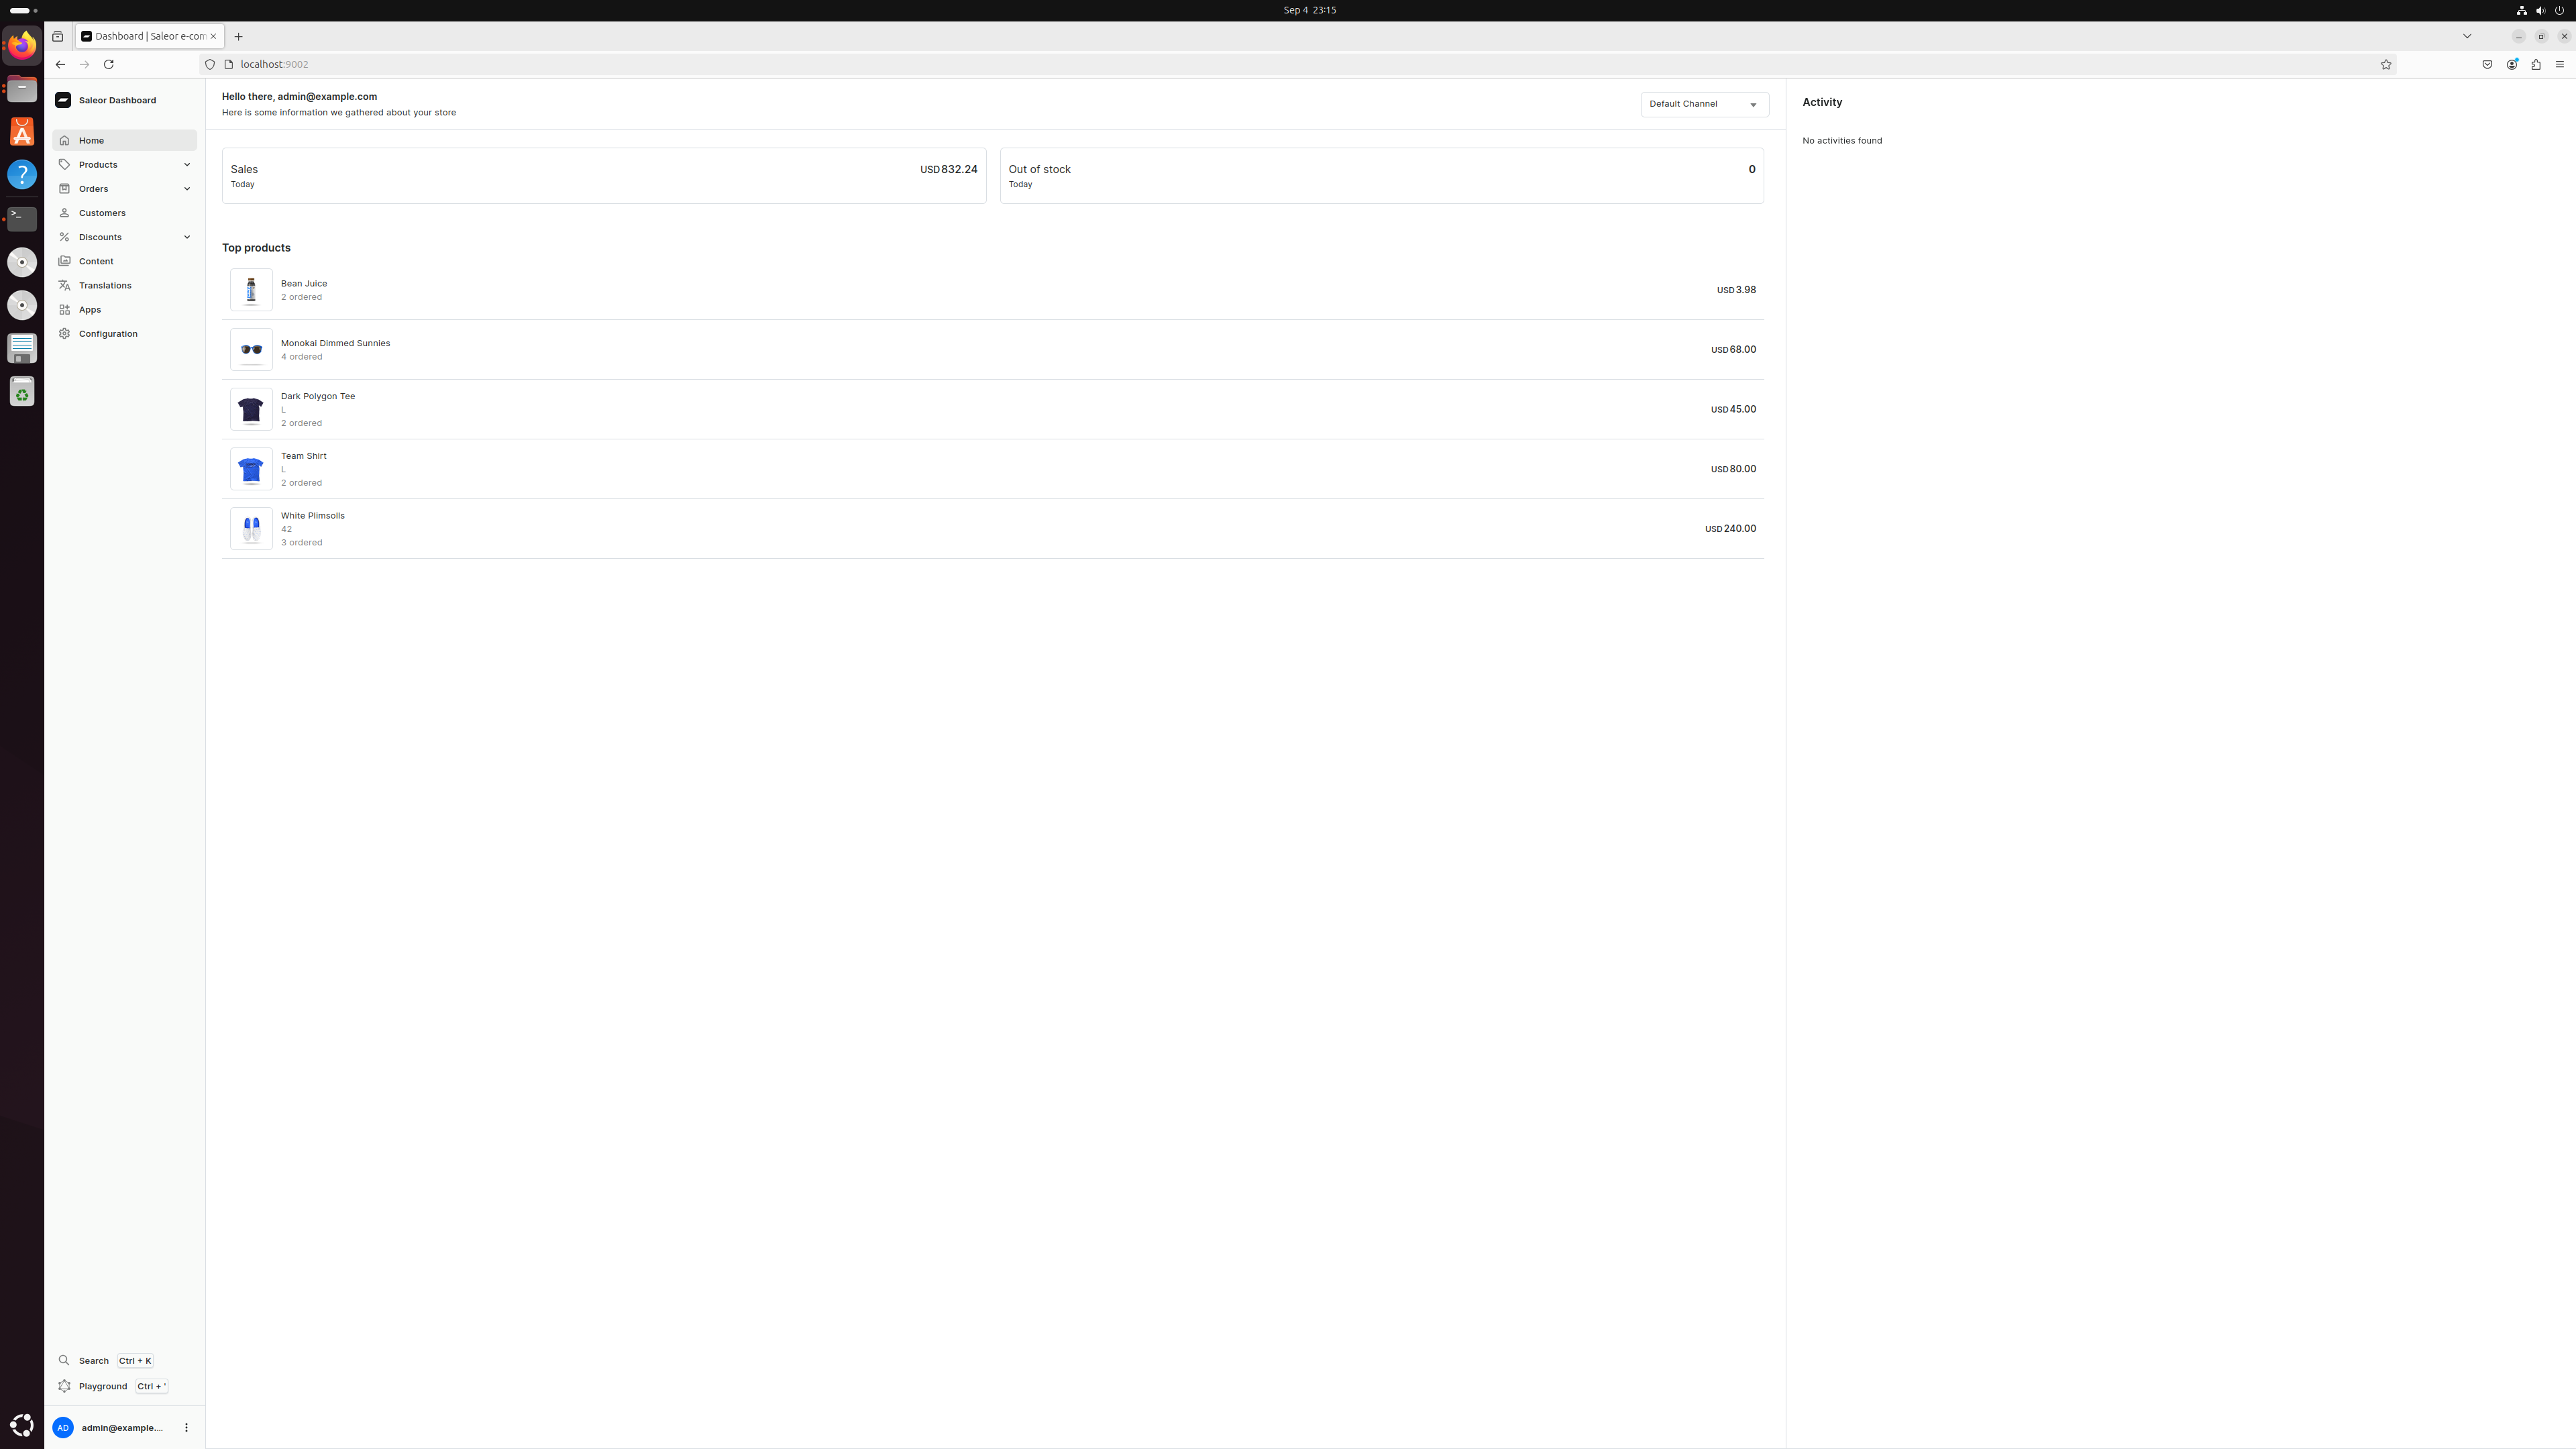 Sep 4 23:15
Dashboard | Saleor e-com
localhost:9002
Saleor Dashboard
Home
Products
Orders
Customers
Discounts
Content
Translations
Apps
Configuration
Hello there, admin@example.com
Here is some information we gathered about your store
Default Channel
Sales
Today
USD 832.24
Out of stock
Today
0
Top products
Bean Juice
2 ordered
USD 3.98
Monokai Dimmed Sunnies
4 ordered
USD 68.00
Dark Polygon Tee
L
2 ordered
USD 45.00
Team Shirt
L
2 ordered
USD 80.00
White Plimsolls
42
3 ordered
USD 240.00
Activity
No activities found
Search Ctrl + K
Playground Ctrl + '
AD admin@example....